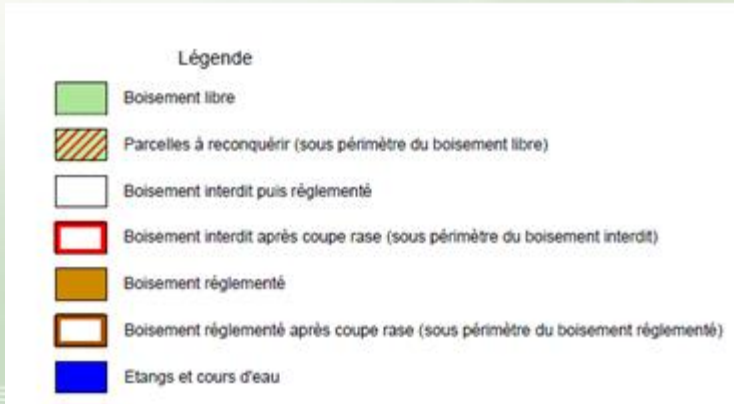 Légende
Boisement libre
Parcelles à reconquérir (sous périmètre du boisement libre)
Boisement interdit puis réglementé
Boisement interdit après coupe rase (sous périmètre du boisement interdit)
Boisement réglementé
Boisement réglementé après coupe rase (sous périmètre du boisement réglementé)
Etangs et cours d'eau